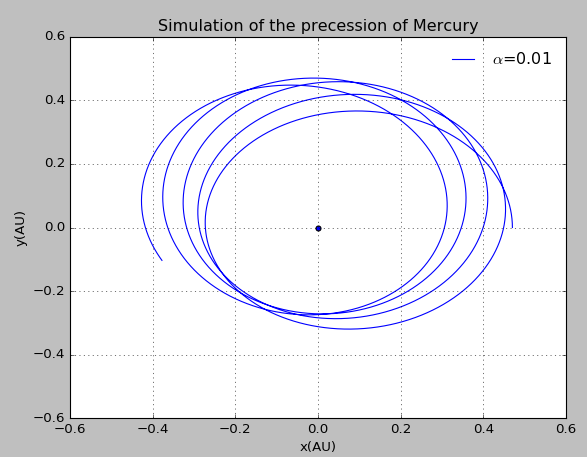 Simulation of the precession of Mercury
α=0.01
0.6
0.4
0.2
0.0
−0.2
−0.4
−0.6
y(AU)
−0.6 −0.4 −0.2 0.0 0.2 0.4 0.6
x(AU)